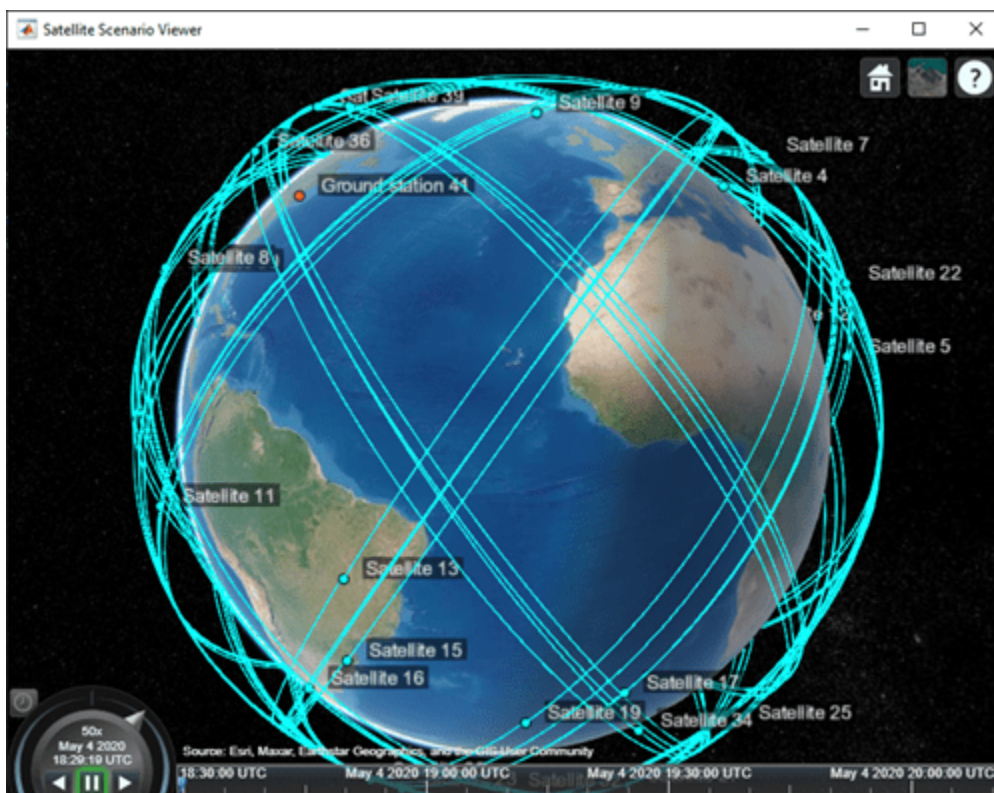 Satellite Scenario Viewer
Satellite 39
Satellite 9
Satellite 36
Satellite 7
Satellite 4
Ground station 41
Satellite 8
Satellite 22
Satellite 5
Satellite 11
Satellite 13
Satellite 15
Satellite 16
Satellite 17
Satellite 19
Satellite 34
Satellite 25
50x
May 4 2020
18:29:19 UTC
Source: Esri, Maxar, Earthstar Geographics, and the GIS User Community
18:30:00 UTC
May 4 2020 19:00:00 UTC
May 4 2020 19:30:00 UTC
May 4 2020 20:00:00 UTC